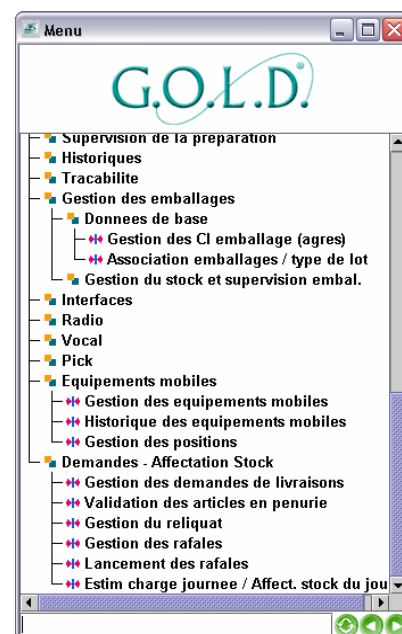 Menu
G.O.L.D.®
Supervision de la preparation
Historiques
Tracabilite
Gestion des emballages
Donnees de base
Gestion des CI emballage (agres)
Association emballages / type de lot
Gestion du stock et supervision embal.
Interfaces
Radio
Vocal
Pick
Equipements mobiles
Gestion des equipements mobiles
Historique des equipements mobiles
Gestion des positions
Demandes - Affectation Stock
Gestion des demandes de livraisons
Validation des articles en penurie
Gestion du reliquat
Gestion des rafales
Lancement des rafales
Estim charge journee / Affect. stock du jou